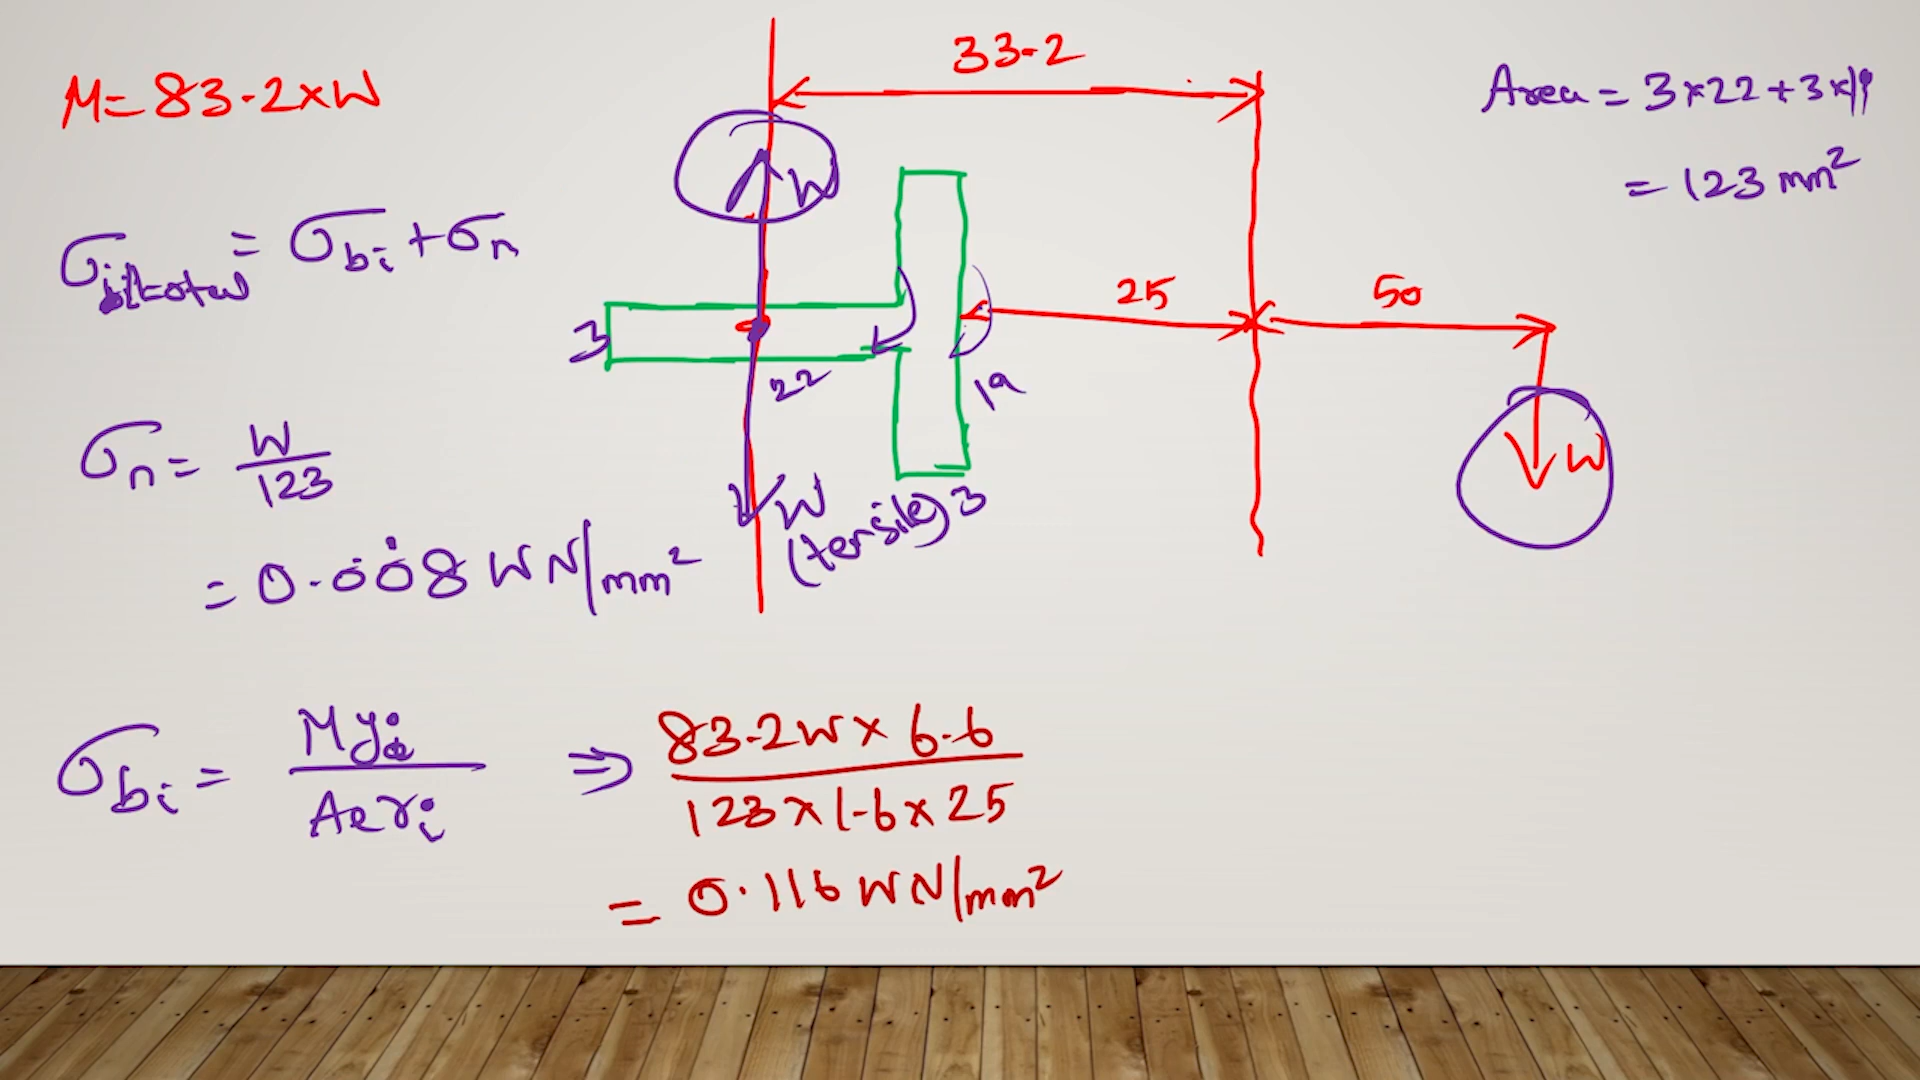 M = 83.2 x W
33.2
Area = 3 x 22 + 3 x 19
= 123 mm²
W
= σbi + σn
25
50
3
22
19
W
W
(tensile) 3
σn = W / 123
= 0.008 W N/mm²
σbi = Myi / Aeri ⇒ 83.2W x 6.6 / 123 x 1.6 x 25
= 0.116 W N/mm²